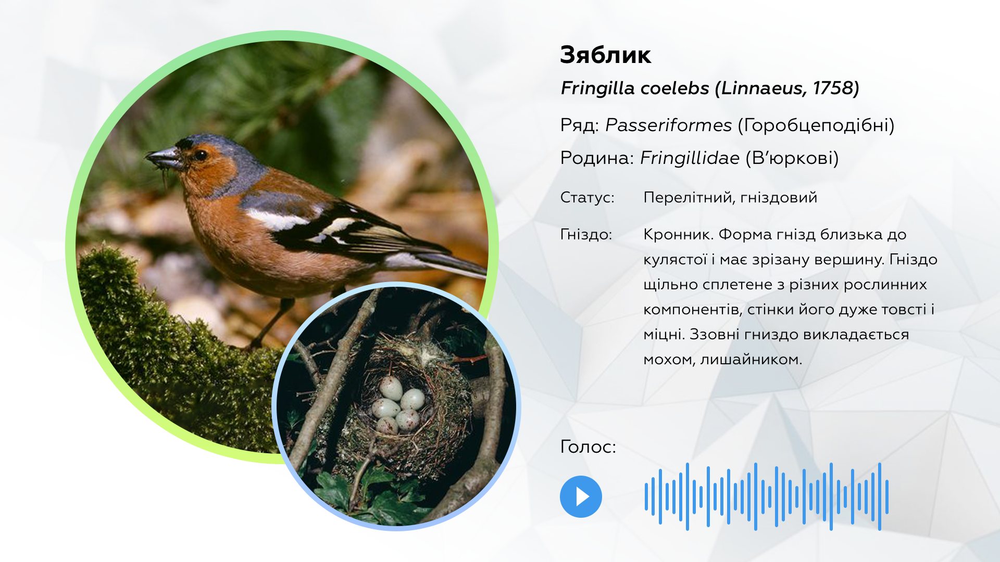 Зяблик
Fringilla coelebs (Linnaeus, 1758)
Ряд: Passeriformes (Горобцеподібні)
Родина: Fringillidae (В’юркові)
Статус: Перелітний, гніздовий
Гніздо: Кронник. Форма гнізд близька до
кулястої і має зрізану вершину. Гніздо
щільно сплетене з різних рослинних
компонентів, стінки його дуже товсті і
міцні. Ззовні гниздо викладається
мохом, лишайником.
Голос: